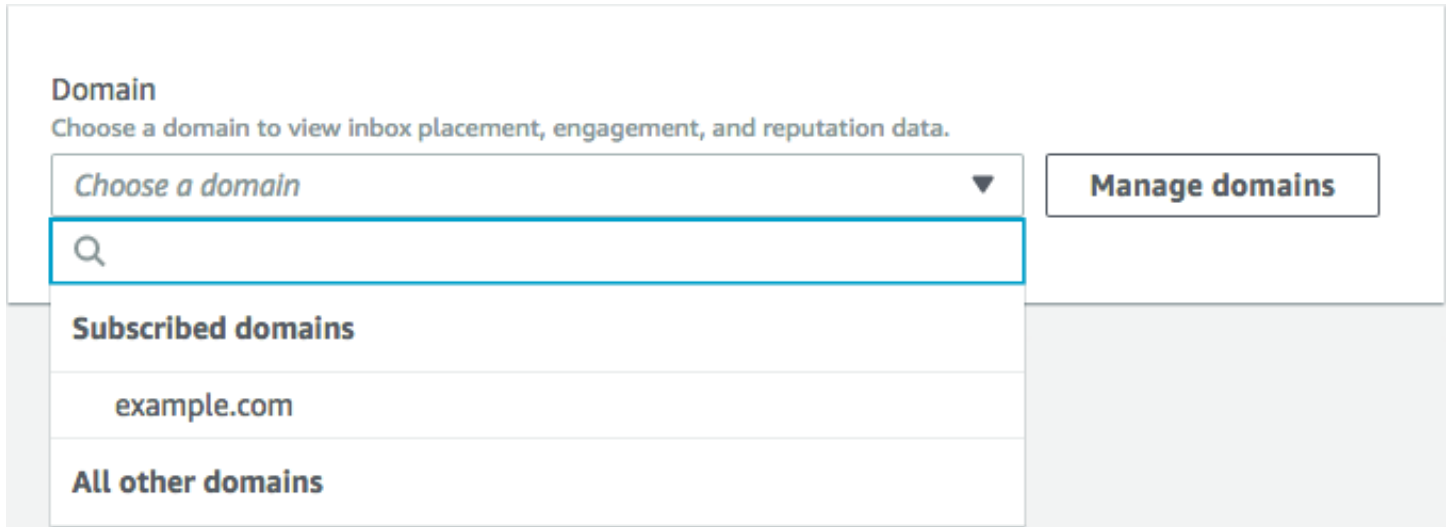 Domain
Choose a domain to view inbox placement, engagement, and reputation data.
Choose a domain
Manage domains
Subscribed domains
example.com
All other domains